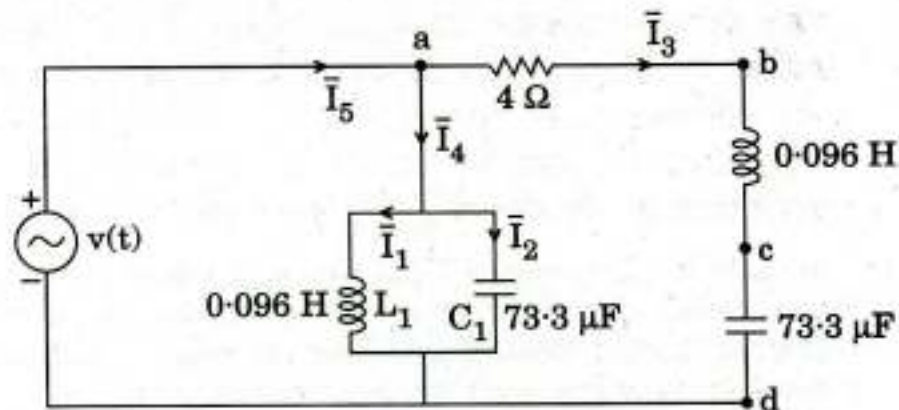 a
Ī₃
b
Ī₅
4 Ω
Ī₄
0·096 H
+
v(t)
−
Ī₁
Ī₂
c
0·096 H
L₁
C₁
73·3 μF
73·3 μF
d